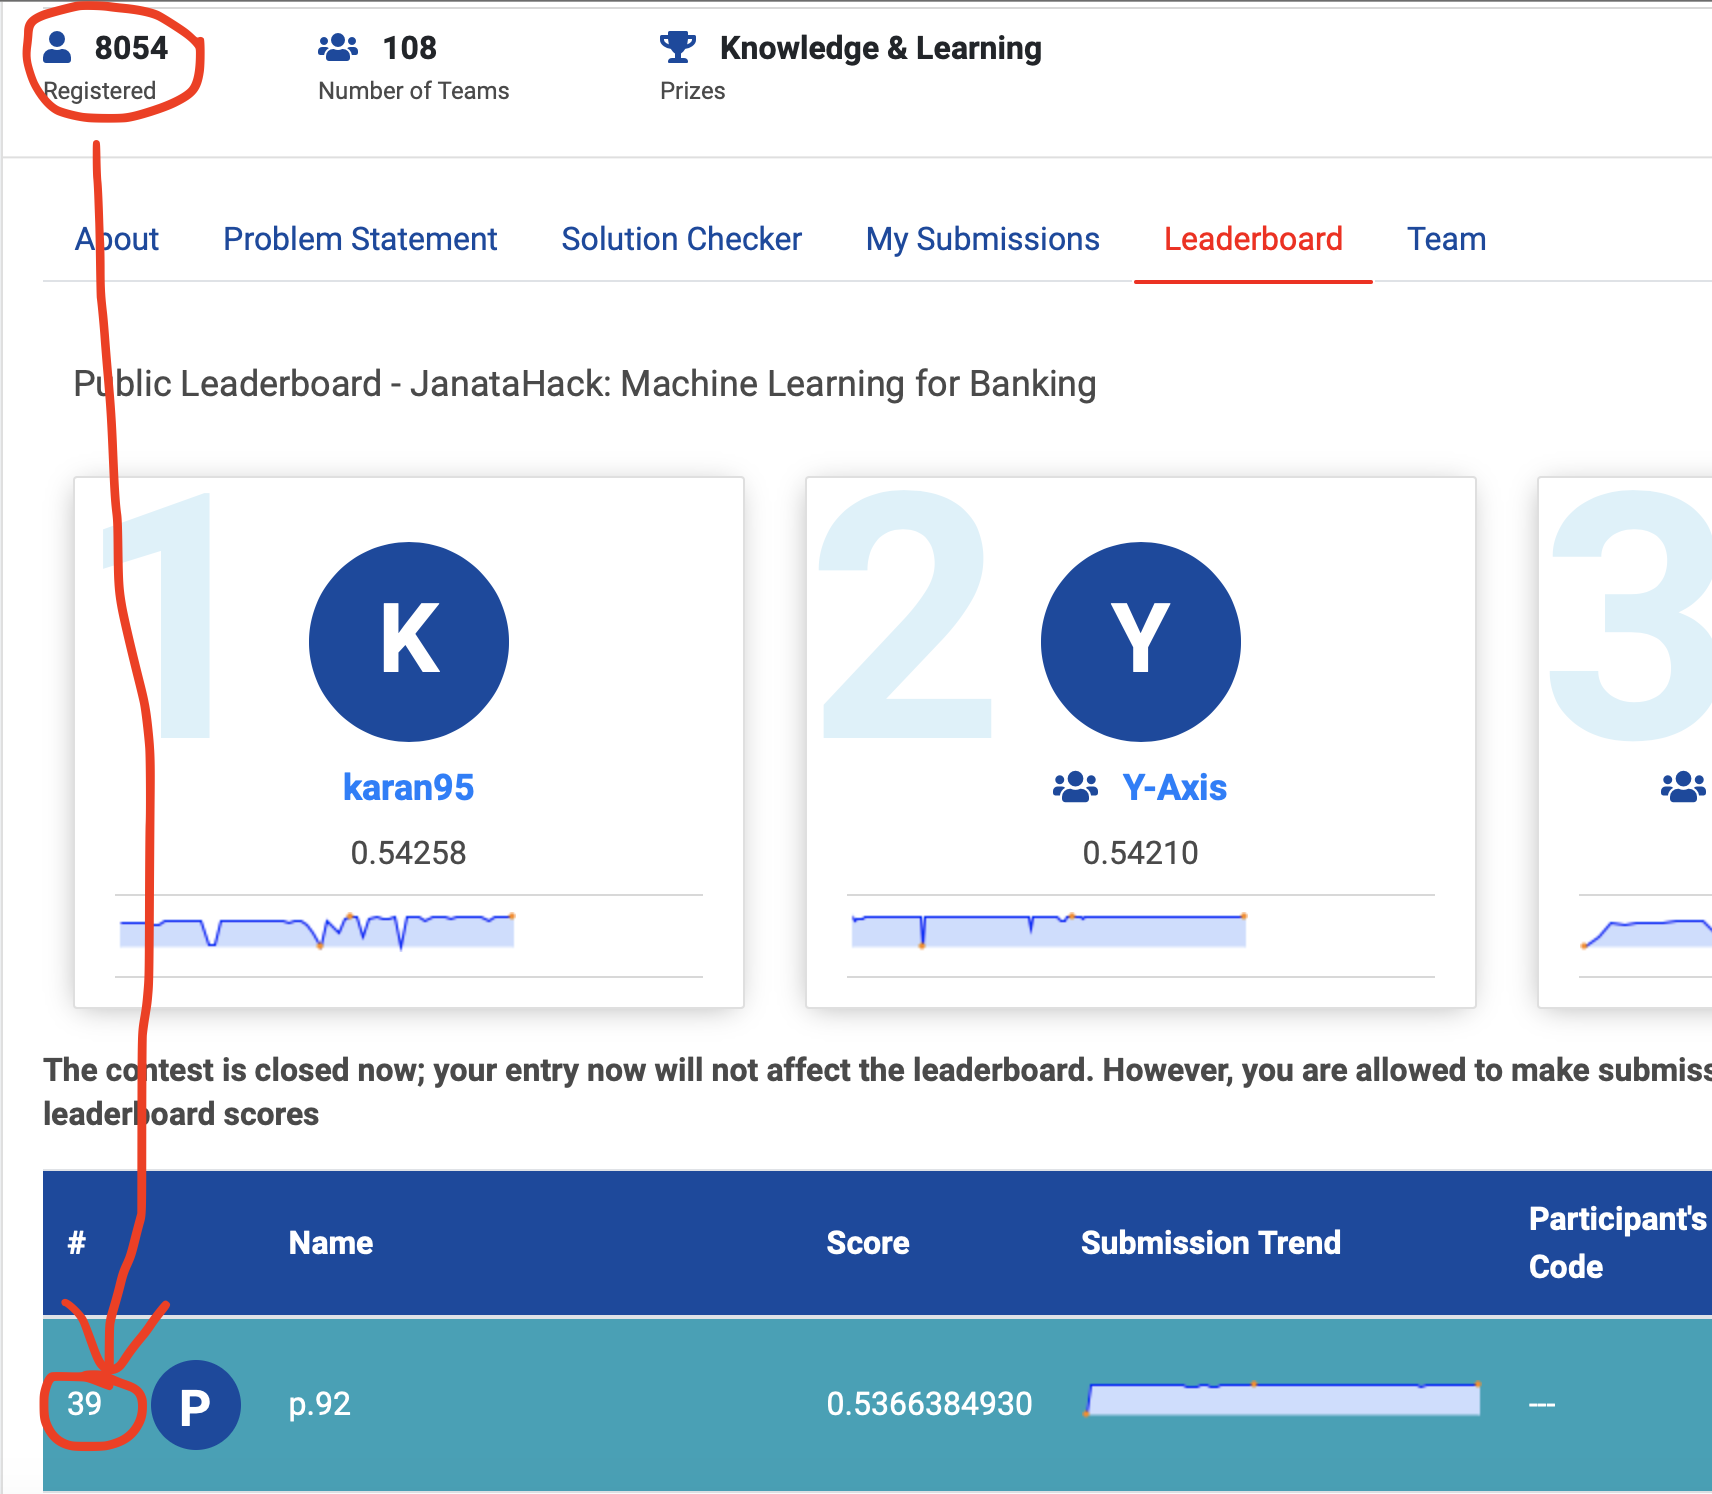 8054
Registered
108
Number of Teams
Knowledge & Learning
Prizes
About Problem Statement Solution Checker My Submissions Leaderboard Team
Public Leaderboard - JanataHack: Machine Learning for Banking
1
K
karan95
0.54258
2
Y
Y-Axis
0.54210
3
The contest is closed now; your entry now will not affect the leaderboard. However, you are allowed to make submiss
leaderboard scores
# Name Score Submission Trend Participant's
Code
39 P p.92 0.5366384930 ---